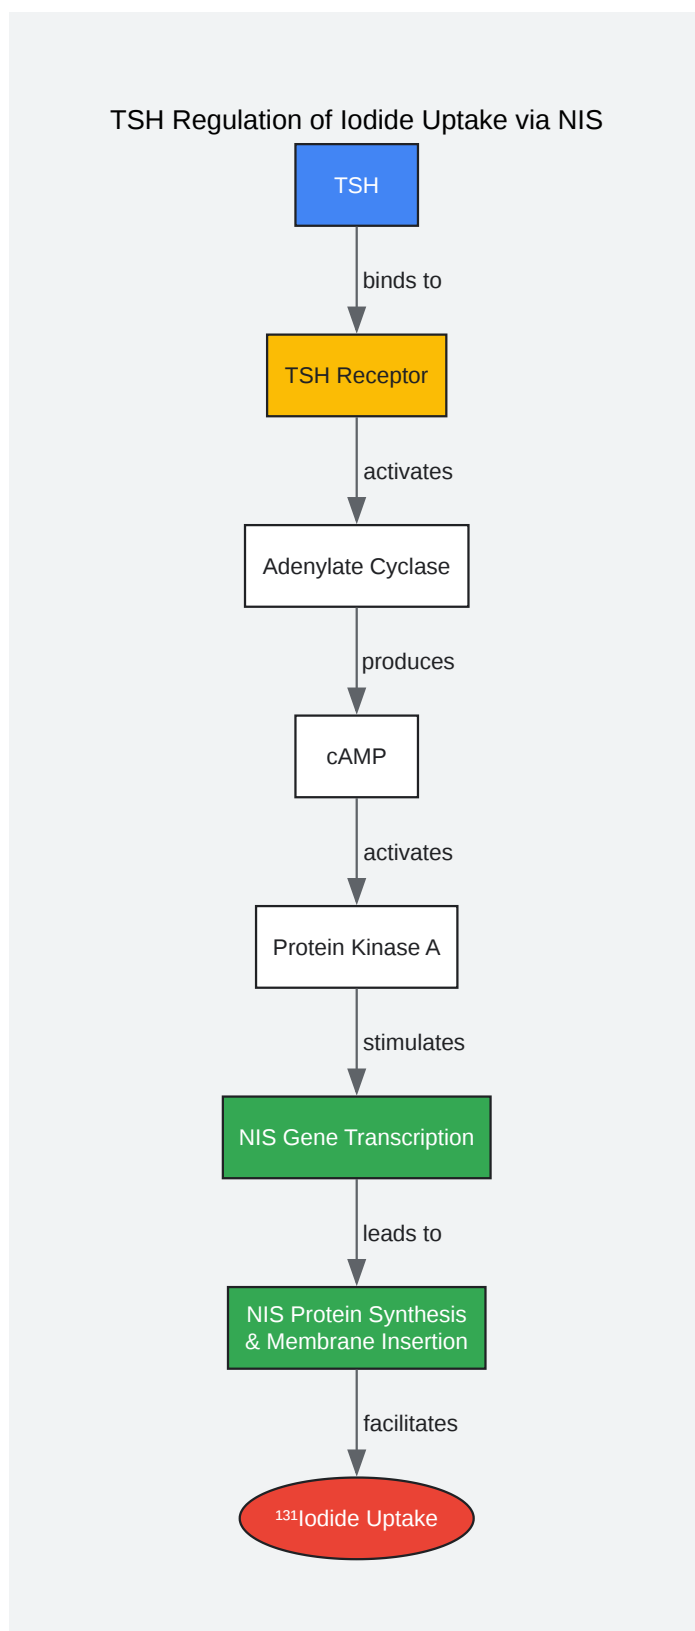 TSH Regulation of Iodide Uptake via NIS
TSH
binds to
TSH Receptor
activates
Adenylate Cyclase
produces
cAMP
activates
Protein Kinase A
stimulates
NIS Gene Transcription
leads to
NIS Protein Synthesis
& Membrane Insertion
facilitates
¹³¹Iodide Uptake